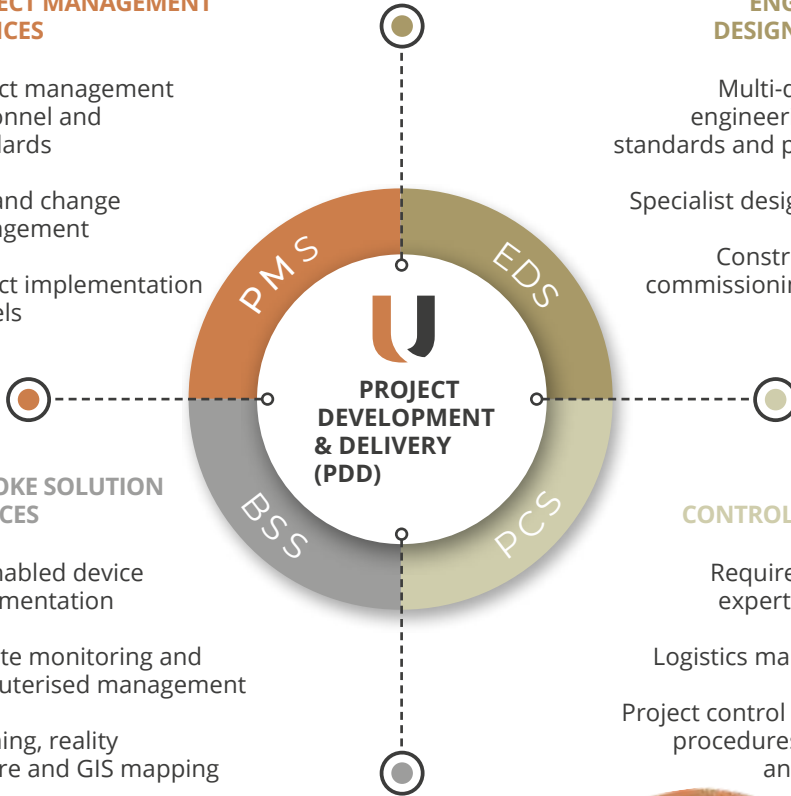 ECT MANAGEMENT
ICES
ct management
onnel and
lards
and change
agement
ct implementation
els
ENG
DESIGN
Multi-d
engineer
standards and p
Specialist desig
Constr
commissionin
PMS
EDS
U
PROJECT
DEVELOPMENT
& DELIVERY
(PDD)
BSS
PCS
OKE SOLUTION
ICES
nabled device
mentation
te monitoring and
uterised management
ning, reality
re and GIS mapping
CONTROL
Require
expert
Logistics ma
Project control
procedures
an